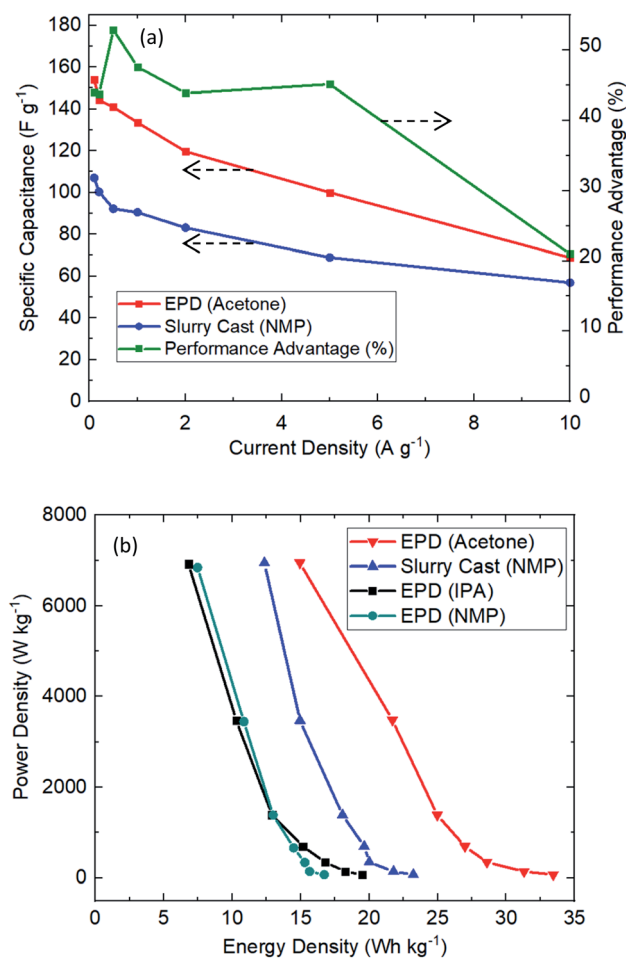 (a)
180
160
140
120
100
80
60
40
20
0
Specific Capacitance (F g⁻¹)
50
40
30
20
10
0
Performance Advantage (%)
EPD (Acetone)
Slurry Cast (NMP)
Performance Advantage (%)
0 2 4 6 8 10
Current Density (A g⁻¹)
(b)
8000
6000
4000
2000
0
Power Density (W kg⁻¹)
EPD (Acetone)
Slurry Cast (NMP)
EPD (IPA)
EPD (NMP)
0 5 10 15 20 25 30 35
Energy Density (Wh kg⁻¹)